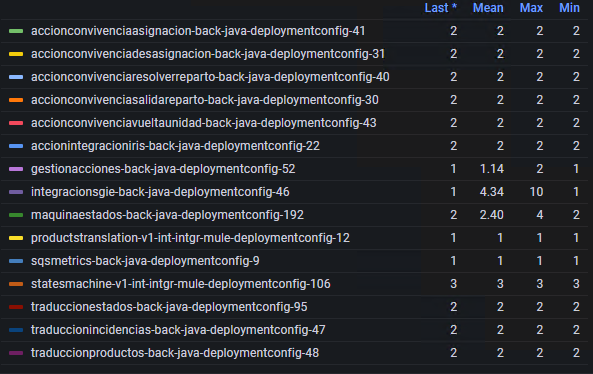 Last * Mean Max Min
accionconvivenciaasignacion-back-java-deploymentconfig-41 2 2 2 2
accionconvivenciadesasignacion-back-java-deploymentconfig-31 2 2 2 2
accionconvivenciaresolverreparto-back-java-deploymentconfig-40 2 2 2 2
accionconvivenciasalidareparto-back-java-deploymentconfig-30 2 2 2 2
accionconvivenciavueltaunidad-back-java-deploymentconfig-43 2 2 2 2
accionintegracioniris-back-java-deploymentconfig-22 2 2 2 2
gestionacciones-back-java-deploymentconfig-52 1 1.14 2 1
integracionsgie-back-java-deploymentconfig-46 1 4.34 10 1
maquinaestados-back-java-deploymentconfig-192 2 2.40 4 2
productstranslation-v1-int-intgr-mule-deploymentconfig-12 1 1 1 1
sqsmetrics-back-java-deploymentconfig-9 1 1 1 1
statesmachine-v1-int-intgr-mule-deploymentconfig-106 3 3 3 3
traduccionestados-back-java-deploymentconfig-95 2 2 2 2
traduccionincidencias-back-java-deploymentconfig-47 2 2 2 2
traduccionproductos-back-java-deploymentconfig-48 2 2 2 2